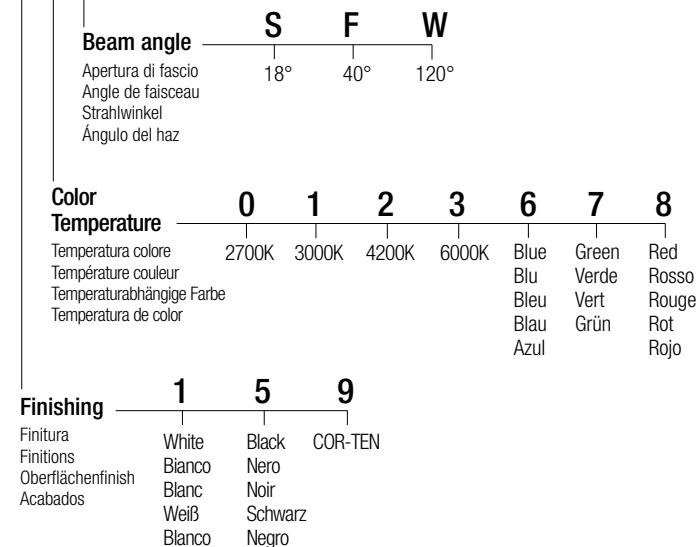 Beam angle
S F W
Apertura di fascio
18° 40° 120°
Angle de faisceau
Strahlwinkel
Ángulo del haz
Color
Temperature
0 1 2 3 6 7 8
Temperatura colore
2700K 3000K 4200K 6000K Blue Green Red
Température couleur
Blu Verde Rosso
Temperaturabhängige Farbe
Bleu Vert Rouge
Temperatura de color
Blau Grün Rot
Azul Rojo
Finishing
1 5 9
Finitura
White Black COR-TEN
Finitions
Bianco Nero
Oberflächenfinish
Blanc Noir
Acabados
Weiß Schwarz
Blanco Negro